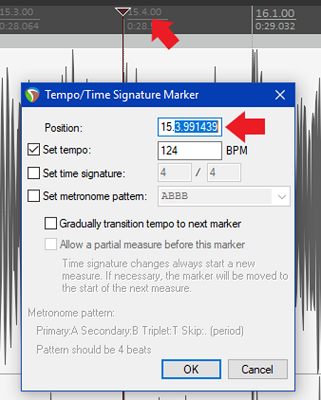 15.3.00 15.4.00 16.1.00
0:28.064 0:28.5 0:29.032
Tempo/Time Signature Marker
Position: 15.3.991439
Set tempo: 124 BPM
Set time signature: 4 / 4
Set metronome pattern: ABBB
Gradually transition tempo to next marker
Allow a partial measure before this marker
Time signature changes always start a new
measure. If necessary, the marker will be moved to
the start of the next measure.
Metronome pattern:
Primary:A Secondary:B Triplet:T Skip:. (period)
Pattern should be 4 beats
OK Cancel